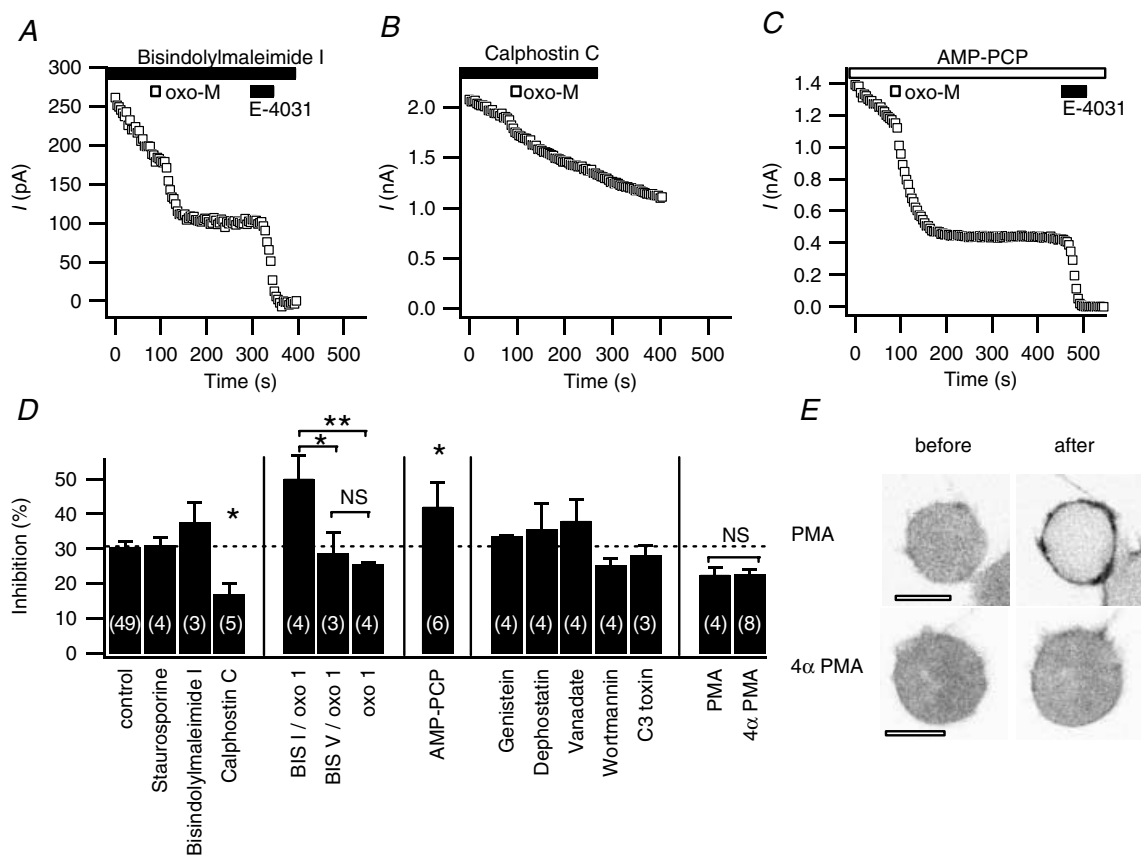 A
Bisindolylmaleimide I
oxo-M
E-4031
300
250
200
150
100
50
0
I (pA)
0 100 200 300 400 500
Time (s)
B
Calphostin C
oxo-M
2.0
1.5
1.0
0.5
0.0
I (nA)
0 100 200 300 400 500
Time (s)
C
AMP-PCP
oxo-M
E-4031
1.4
1.2
1.0
0.8
0.6
0.4
0.2
0.0
I (nA)
0 100 200 300 400 500
Time (s)
D
Inhibition (%)
50
40
30
20
10
0
* ** * NS * NS
(49) (4) (3) (5) (4) (3) (4) (6) (4) (4) (4) (4) (3) (4) (8)
control
Staurosporine
Bisindolylmaleimide I
Calphostin C
BIS I / oxo 1
BIS V / oxo 1
oxo 1
AMP-PCP
Genistein
Dephostatin
Vanadate
Wortmannin
C3 toxin
PMA
4α PMA
E
before after
PMA
4α PMA